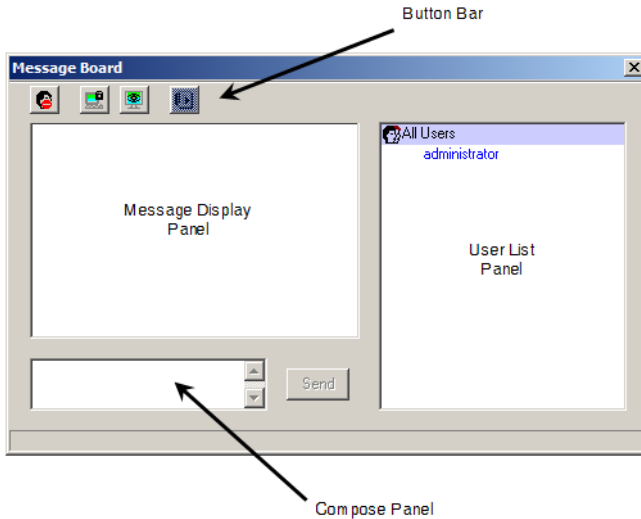 Button Bar
Message Board
All Users
administrator
Message Display
Panel
User List
Panel
Send
Compose Panel